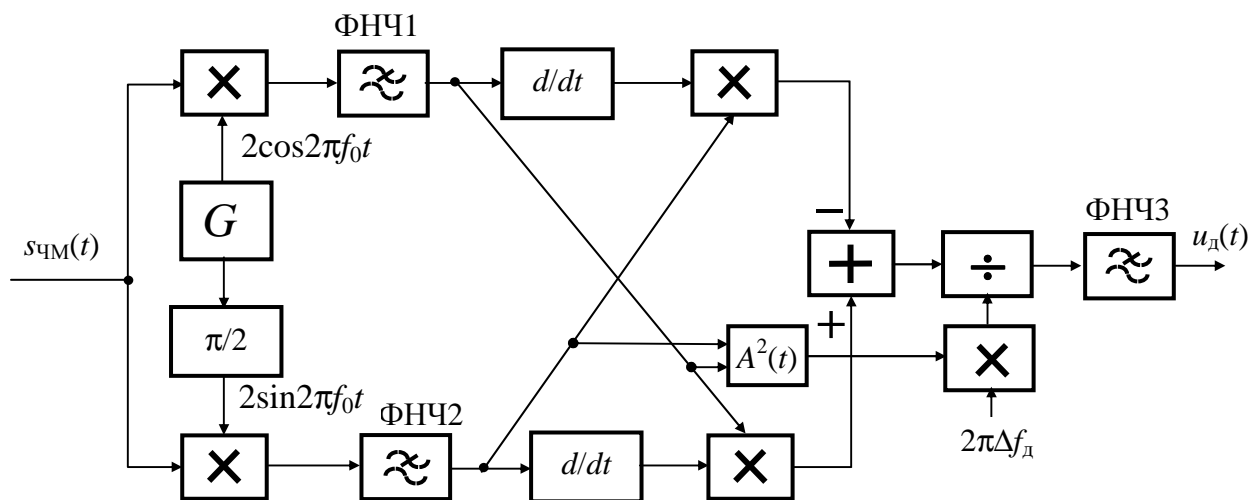 ФНЧ1
d/dt
2cos2πf₀t
G
ФНЧ3
sЧМ(t)
uд(t)
−
+
÷
π/2
+
A²(t)
2sin2πf₀t
ФНЧ2
d/dt
2πΔfд